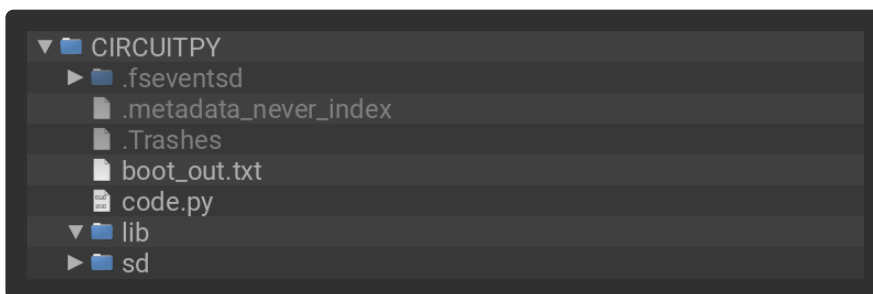 CIRCUITPY
.fseventsd
.metadata_never_index
.Trashes
boot_out.txt
code.py
lib
sd